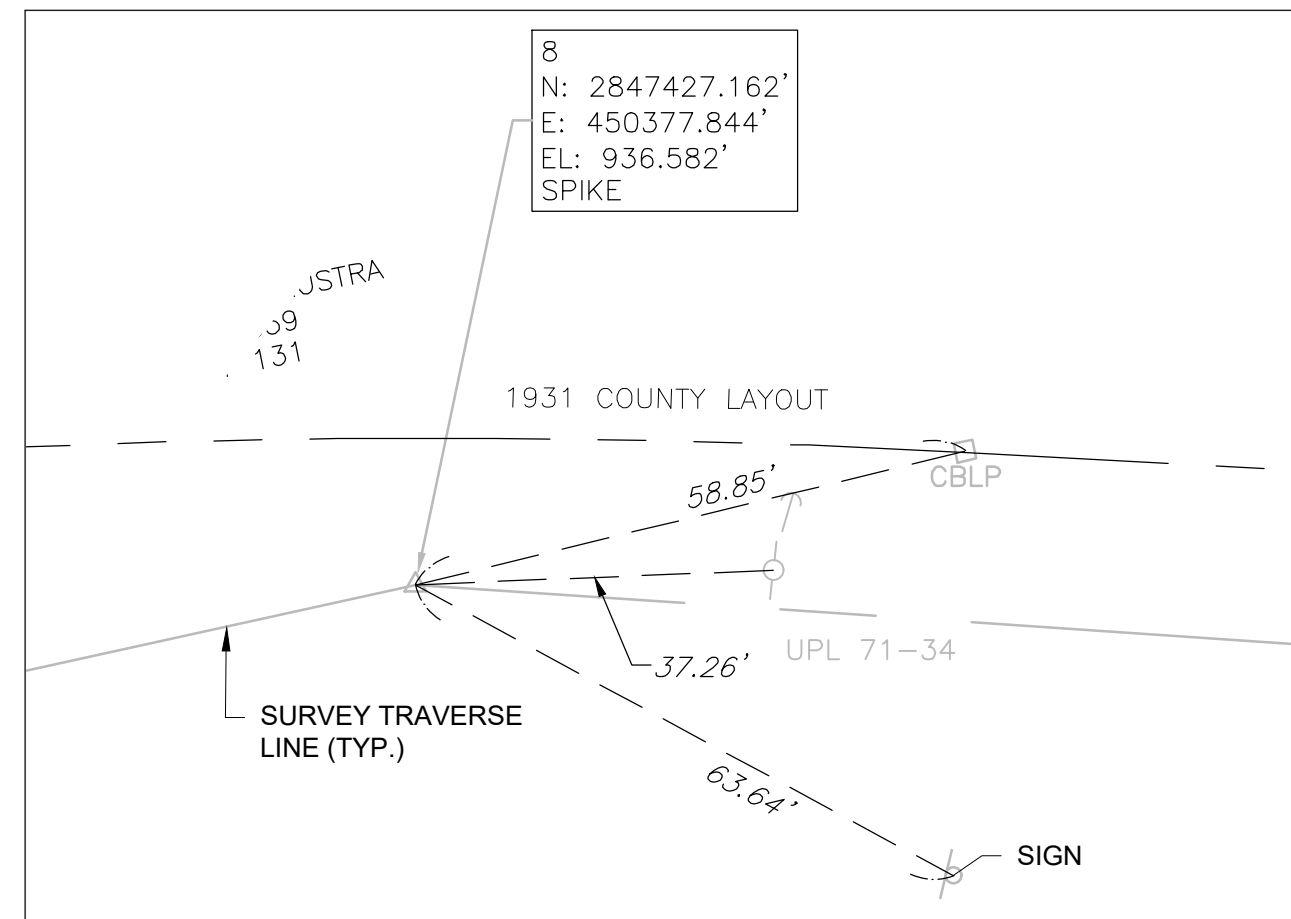 8
N: 2847427.162'
E: 450377.844'
EL: 936.582'
SPIKE
131
1931 COUNTY LAYOUT
58.85'
CBLP
37.26'
UPL 71-34
SURVEY TRAVERSE
LINE (TYP.)
63.64'
SIGN